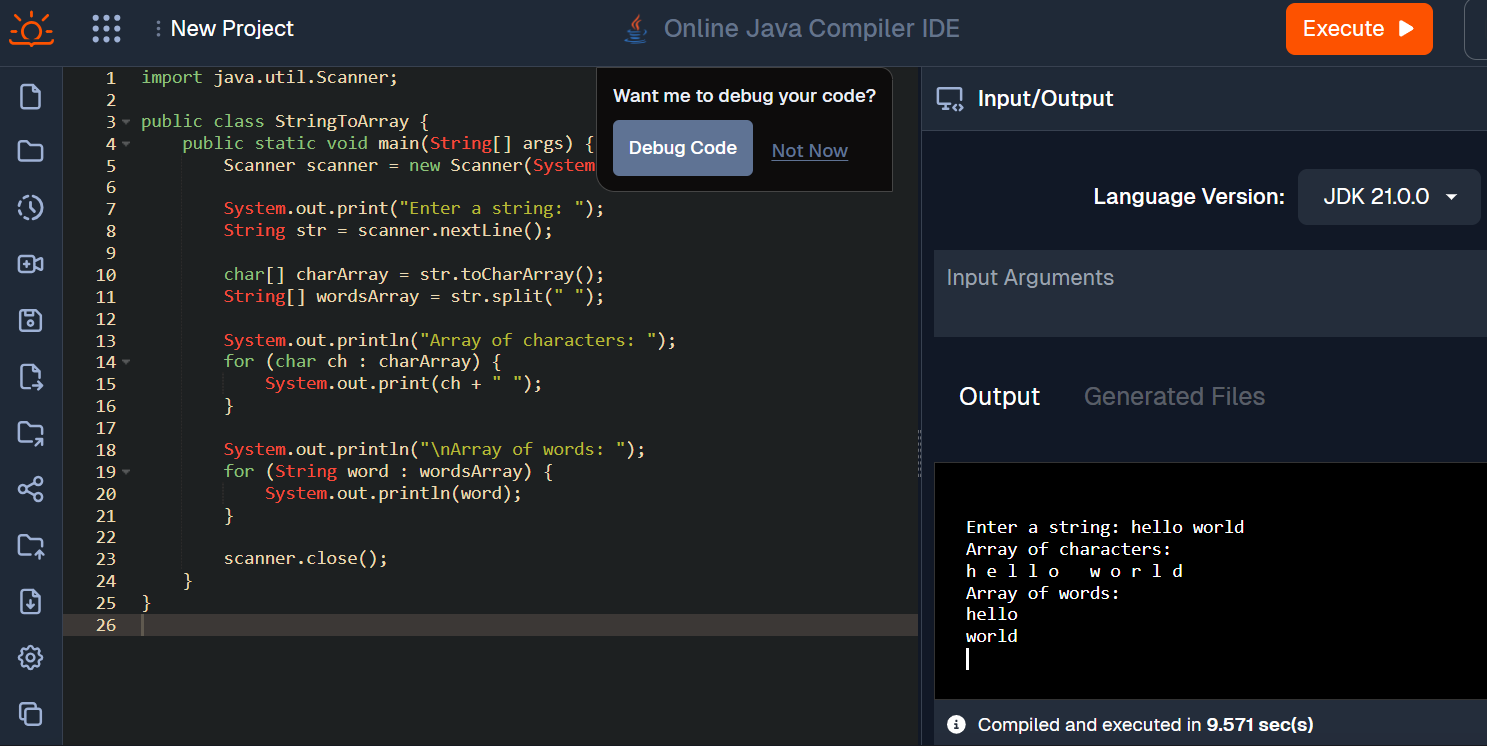 New Project
Online Java Compiler IDE
Execute
1 import java.util.Scanner;
2
3 public class StringToArray {
4     public static void main(String[] args) {
5         Scanner scanner = new Scanner(System
6
7         System.out.print("Enter a string: ");
8         String str = scanner.nextLine();
9
10         char[] charArray = str.toCharArray();
11         String[] wordsArray = str.split(" ");
12
13         System.out.println("Array of characters: ");
14         for (char ch : charArray) {
15             System.out.print(ch + " ");
16         }
17
18         System.out.println("\nArray of words: ");
19         for (String word : wordsArray) {
20             System.out.println(word);
21         }
22
23         scanner.close();
24     }
25 }
26
Want me to debug your code?
Debug Code
Not Now
Input/Output
Language Version:
JDK 21.0.0
Input Arguments
Output
Generated Files
Enter a string: hello world
Array of characters:
h e l l o   w o r l d
Array of words:
hello
world
Compiled and executed in 9.571 sec(s)